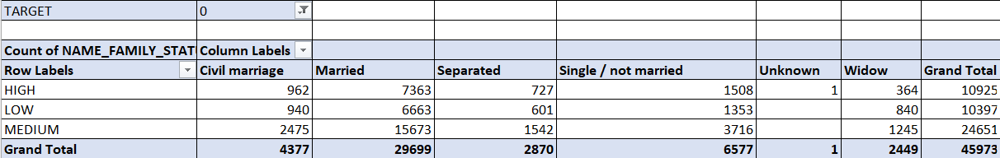 TARGET 0
Count of NAME_FAMILY_STAT Column Labels
Row Labels Civil marriage Married Separated Single / not married Unknown Widow Grand Total
HIGH 962 7363 727 1508 1 364 10925
LOW 940 6663 601 1353 840 10397
MEDIUM 2475 15673 1542 3716 1245 24651
Grand Total 4377 29699 2870 6577 1 2449 45973